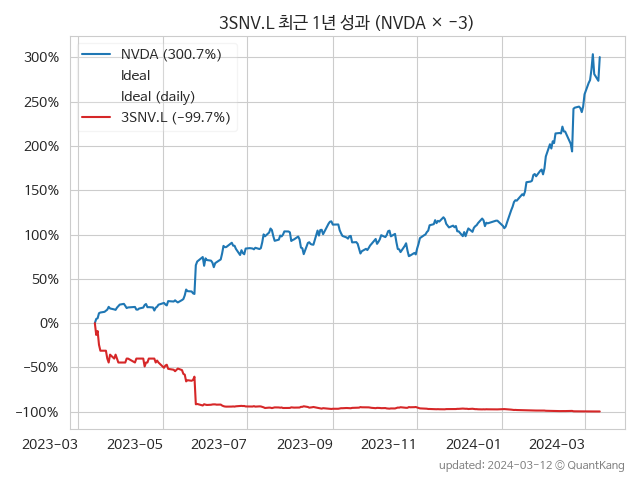 3SNV.L 최근 1년 성과 (NVDA × −3)
NVDA (300.7%)
Ideal
Ideal (daily)
3SNV.L (−99.7%)
300%
250%
200%
150%
100%
50%
0%
−50%
−100%
2023−03 2023−05 2023−07 2023−09 2023−11 2024−01 2024−03
updated: 2024-03-12 © QuantKang